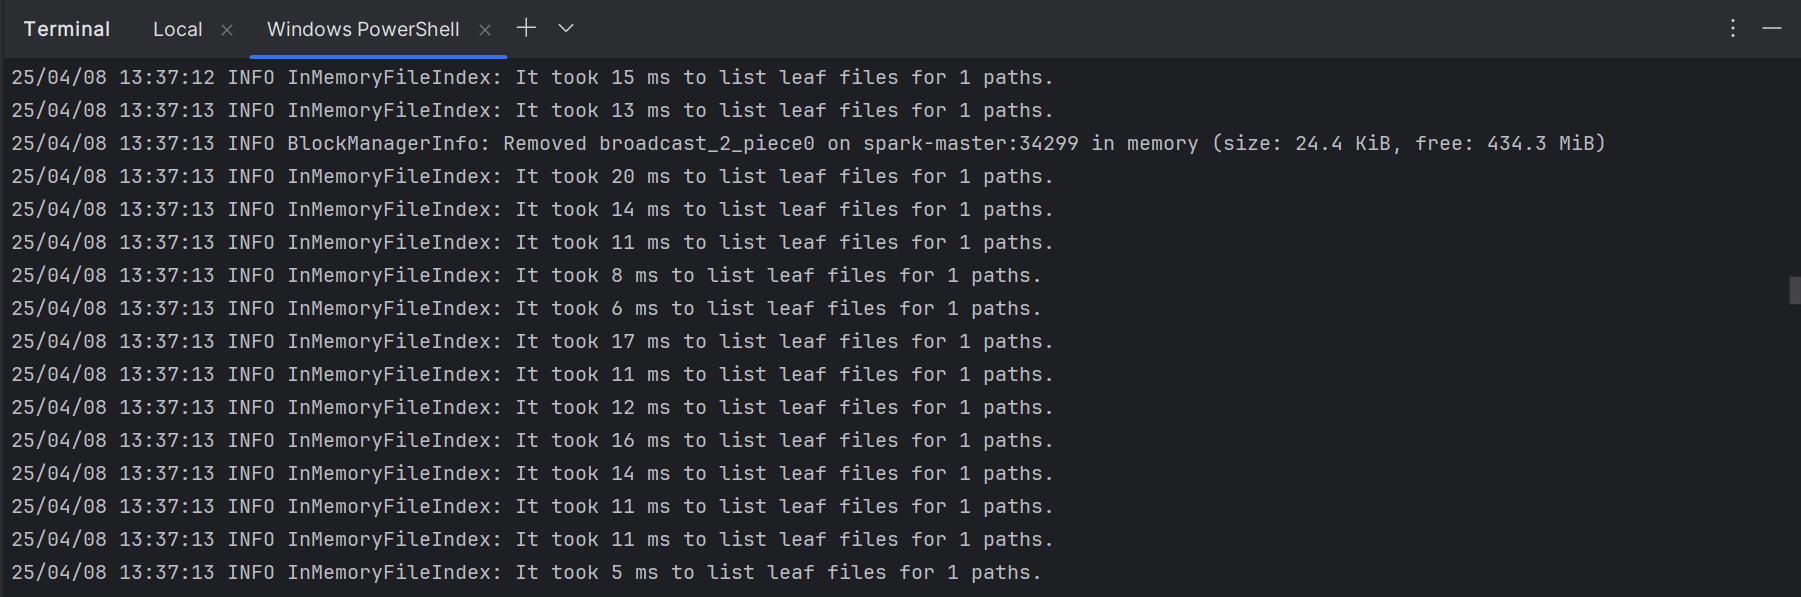 Terminal Local Windows PowerShell
25/04/08 13:37:12 INFO InMemoryFileIndex: It took 15 ms to list leaf files for 1 paths.
25/04/08 13:37:13 INFO InMemoryFileIndex: It took 13 ms to list leaf files for 1 paths.
25/04/08 13:37:13 INFO BlockManagerInfo: Removed broadcast_2_piece0 on spark-master:34299 in memory (size: 24.4 KiB, free: 434.3 MiB)
25/04/08 13:37:13 INFO InMemoryFileIndex: It took 20 ms to list leaf files for 1 paths.
25/04/08 13:37:13 INFO InMemoryFileIndex: It took 14 ms to list leaf files for 1 paths.
25/04/08 13:37:13 INFO InMemoryFileIndex: It took 11 ms to list leaf files for 1 paths.
25/04/08 13:37:13 INFO InMemoryFileIndex: It took 8 ms to list leaf files for 1 paths.
25/04/08 13:37:13 INFO InMemoryFileIndex: It took 6 ms to list leaf files for 1 paths.
25/04/08 13:37:13 INFO InMemoryFileIndex: It took 17 ms to list leaf files for 1 paths.
25/04/08 13:37:13 INFO InMemoryFileIndex: It took 11 ms to list leaf files for 1 paths.
25/04/08 13:37:13 INFO InMemoryFileIndex: It took 12 ms to list leaf files for 1 paths.
25/04/08 13:37:13 INFO InMemoryFileIndex: It took 16 ms to list leaf files for 1 paths.
25/04/08 13:37:13 INFO InMemoryFileIndex: It took 14 ms to list leaf files for 1 paths.
25/04/08 13:37:13 INFO InMemoryFileIndex: It took 11 ms to list leaf files for 1 paths.
25/04/08 13:37:13 INFO InMemoryFileIndex: It took 11 ms to list leaf files for 1 paths.
25/04/08 13:37:13 INFO InMemoryFileIndex: It took 5 ms to list leaf files for 1 paths.